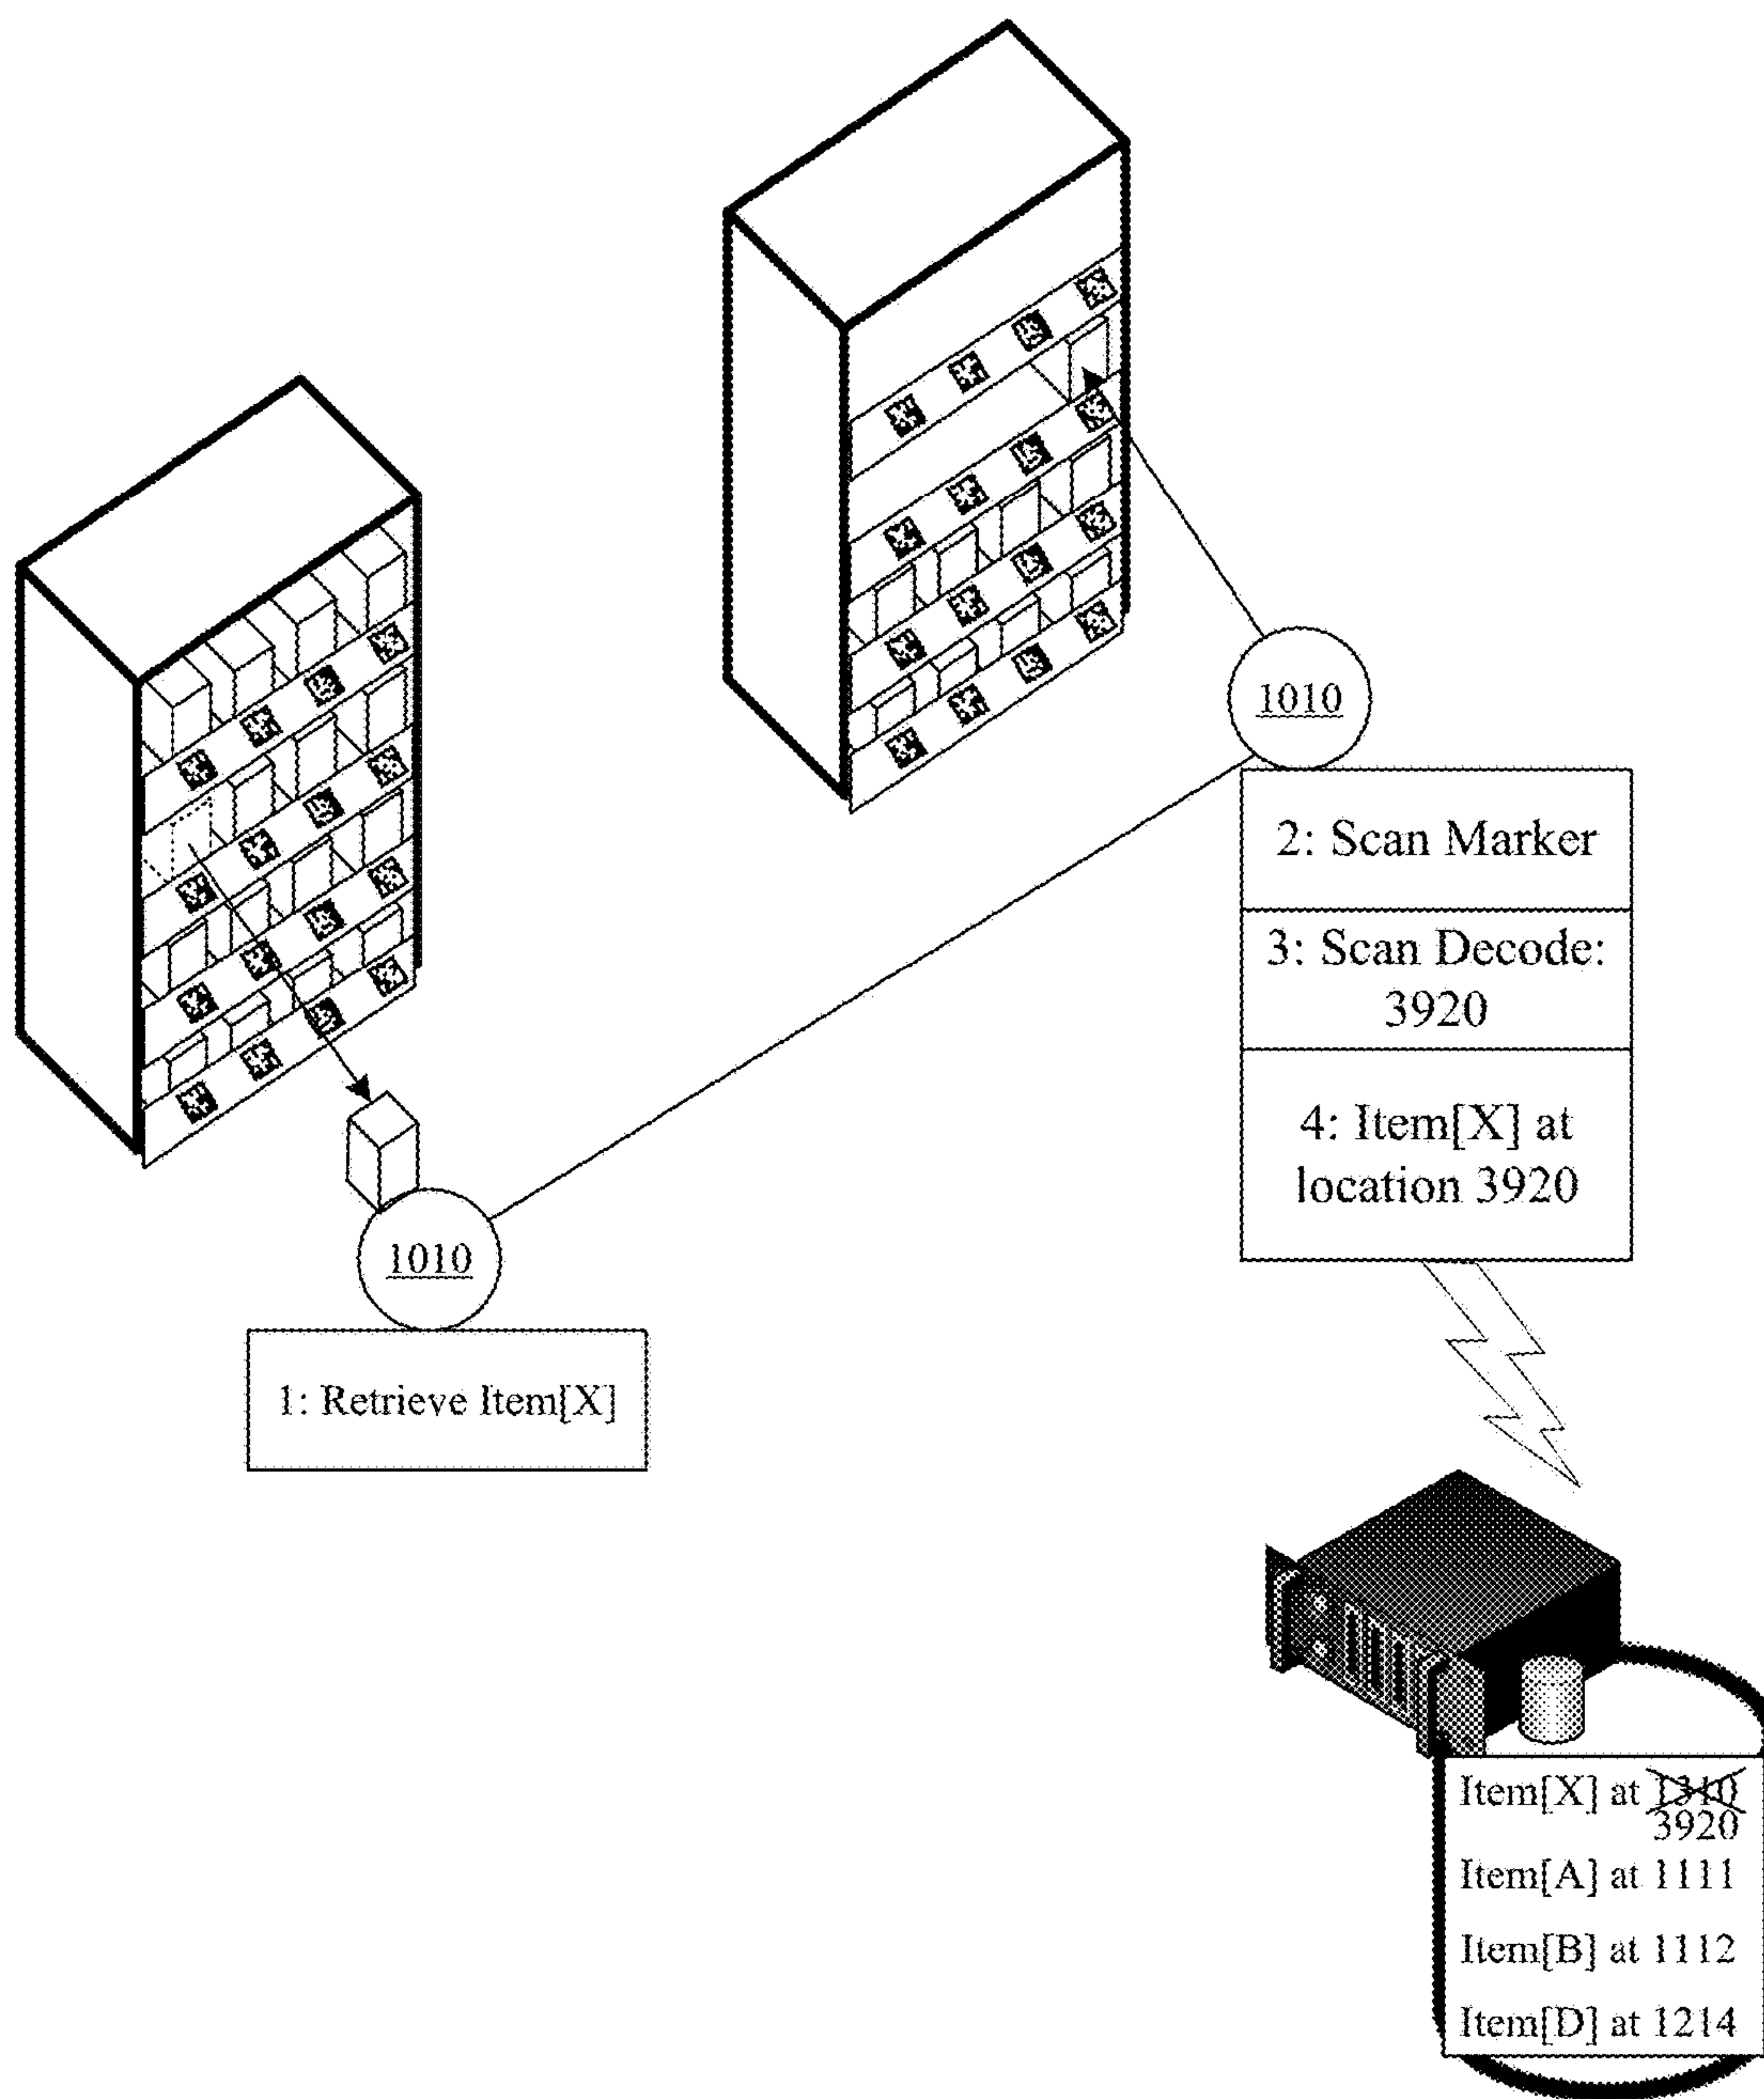 1010
2: Scan Marker
3: Scan Decode:
3920
4: Item[X] at
location 3920
1010
1: Retrieve Item[X]
Item[X] at 1310
3920
Item[A] at 1111
Item[B] at 1112
Item[D] at 1214